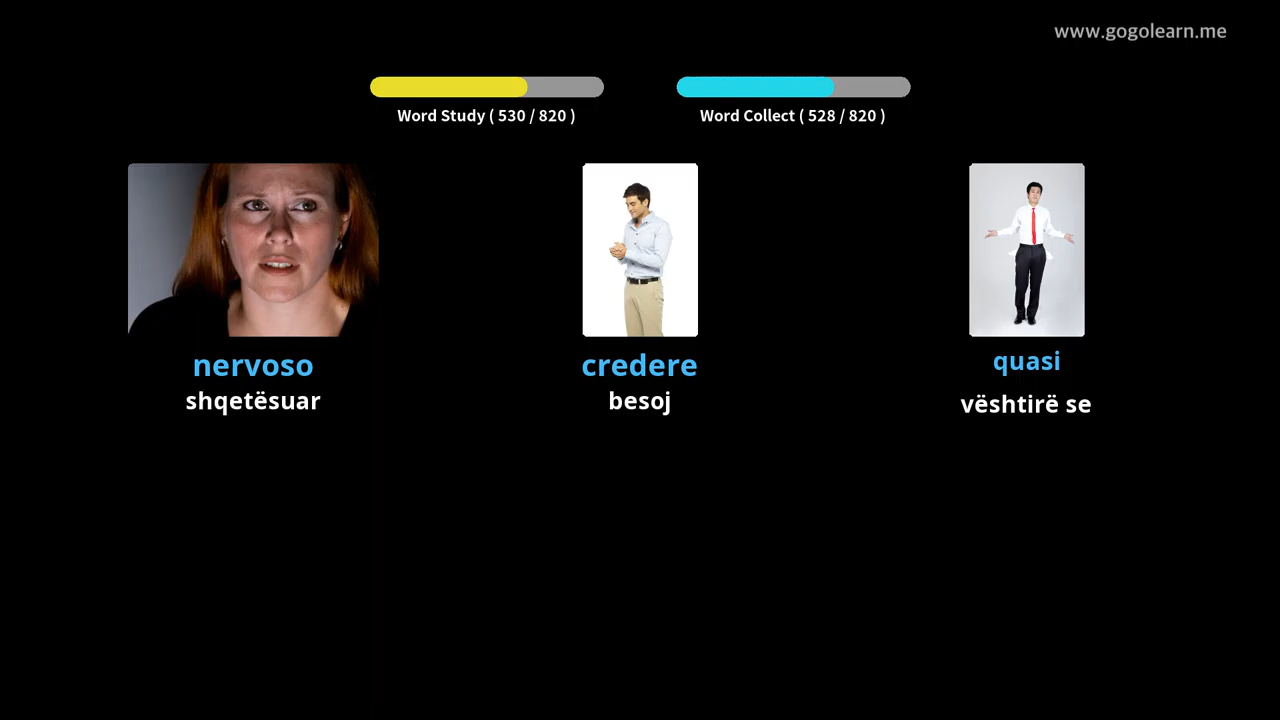 www.gogolearn.me
Word Study ( 530 / 820 )
Word Collect ( 528 / 820 )
nervoso
shqetësuar
credere
besoj
quasi
vështirë se